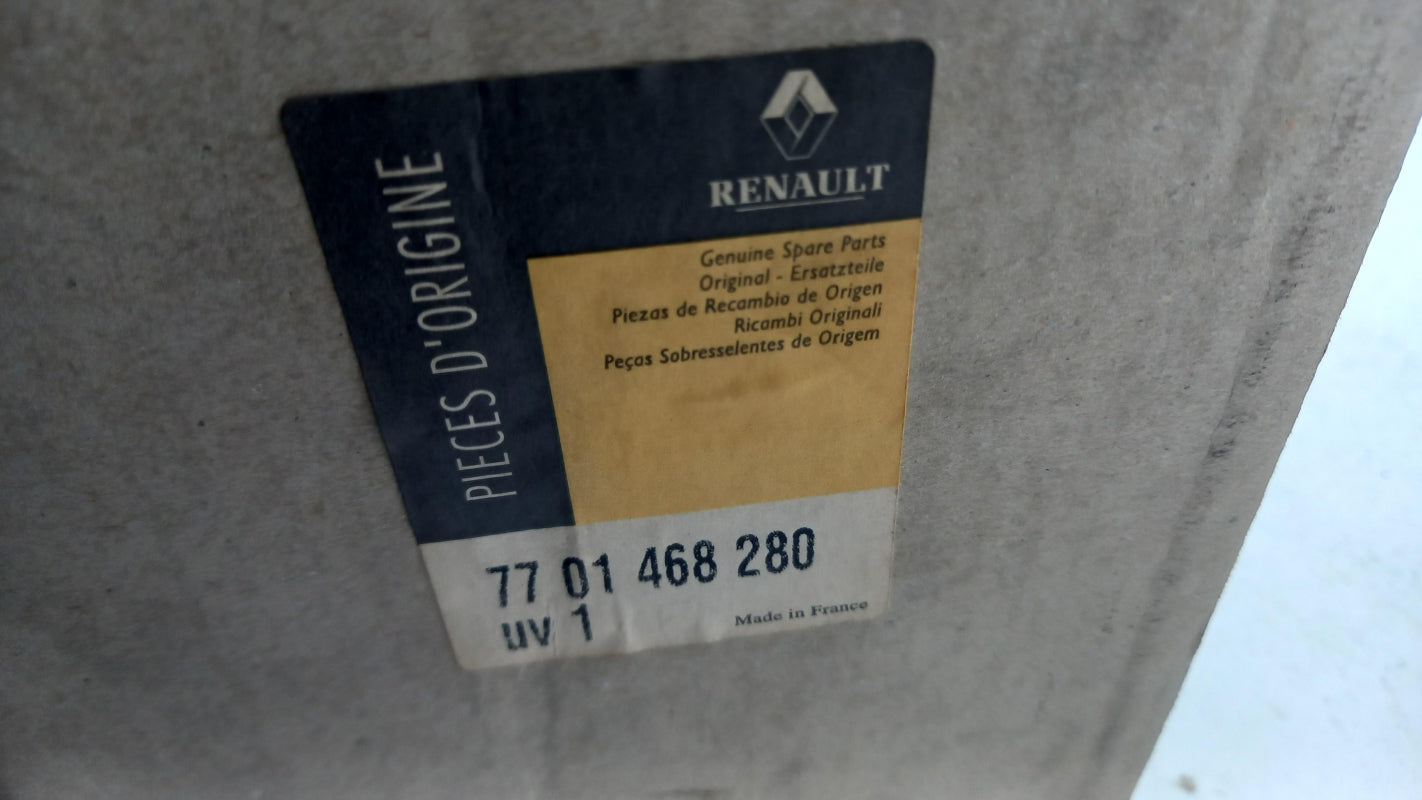 RENAULT
PIECES D'ORIGINE
Genuine Spare Parts
Original - Ersatzteile
Piezas de Recambio de Origen
Ricambi Originali
Peças Sobresselentes de Origem
77 01 468 280
uv 1
Made in France